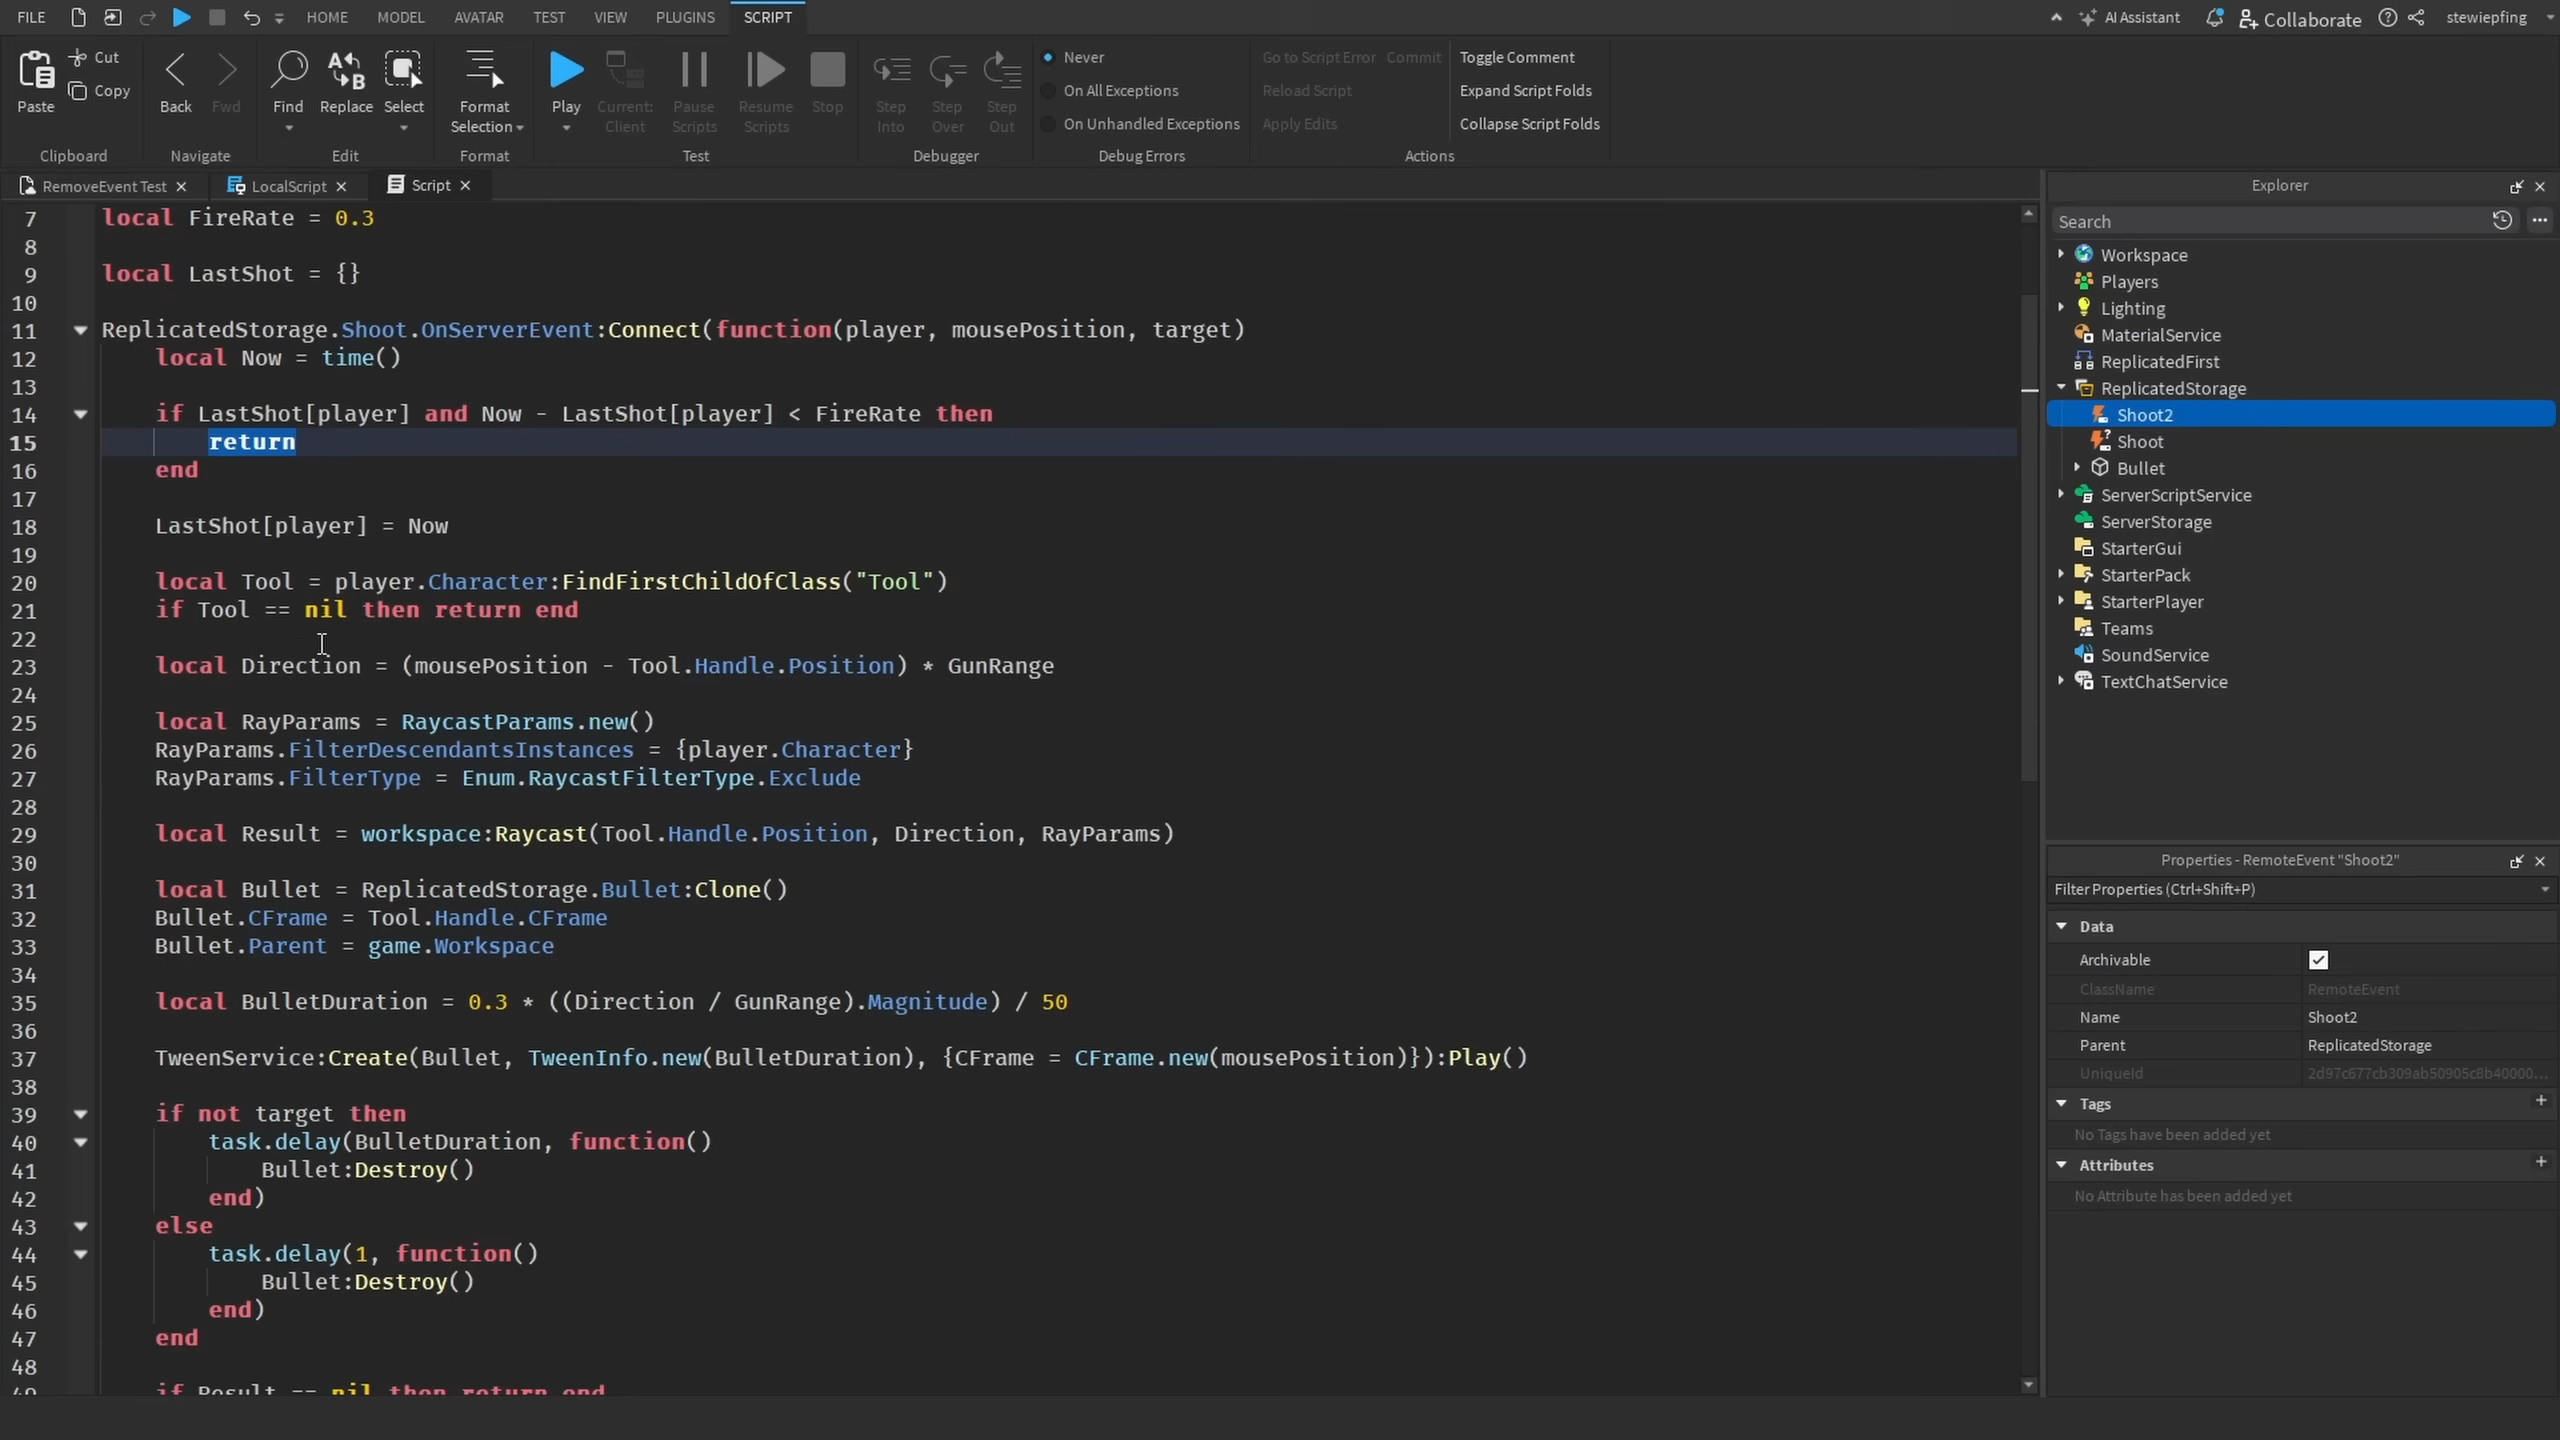 FILE HOME MODEL AVATAR TEST VIEW PLUGINS SCRIPT AI Assistant Collaborate stewiepfing
Paste Cut Copy Back Fwd Find Replace Select Format Selection Play Current: Client Pause Scripts Resume Scripts Stop Step Into Step Over Step Out Never On All Exceptions On Unhandled Exceptions Go to Script Error Commit Reload Script Apply Edits Toggle Comment Expand Script Folds Collapse Script Folds
Clipboard Navigate Edit Format Test Debugger Debug Errors Actions
RemoveEvent Test LocalScript Script
7 local FireRate = 0.3
8
9 local LastShot = {}
10
11 ReplicatedStorage.Shoot.OnServerEvent:Connect(function(player, mousePosition, target)
12 local Now = time()
13
14 if LastShot[player] and Now - LastShot[player] < FireRate then
15 return
16 end
17
18 LastShot[player] = Now
19
20 local Tool = player.Character:FindFirstChildOfClass("Tool")
21 if Tool == nil then return end
22
23 local Direction = (mousePosition - Tool.Handle.Position) * GunRange
24
25 local RayParams = RaycastParams.new()
26 RayParams.FilterDescendantsInstances = {player.Character}
27 RayParams.FilterType = Enum.RaycastFilterType.Exclude
28
29 local Result = workspace:Raycast(Tool.Handle.Position, Direction, RayParams)
30
31 local Bullet = ReplicatedStorage.Bullet:Clone()
32 Bullet.CFrame = Tool.Handle.CFrame
33 Bullet.Parent = game.Workspace
34
35 local BulletDuration = 0.3 * ((Direction / GunRange).Magnitude) / 50
36
37 TweenService:Create(Bullet, TweenInfo.new(BulletDuration), {CFrame = CFrame.new(mousePosition)}):Play()
38
39 if not target then
40 task.delay(BulletDuration, function()
41 Bullet:Destroy()
42 end)
43 else
44 task.delay(1, function()
45 Bullet:Destroy()
46 end)
47 end
48
49 if Result == nil then return end
Explorer
Search
Workspace
Players
Lighting
MaterialService
ReplicatedFirst
ReplicatedStorage
Shoot2
Shoot
Bullet
ServerScriptService
ServerStorage
StarterGui
StarterPack
StarterPlayer
Teams
SoundService
TextChatService
Properties - RemoteEvent "Shoot2"
Filter Properties (Ctrl+Shift+P)
Data
Archivable
ClassName RemoteEvent
Name Shoot2
Parent ReplicatedStorage
UniqueId 2d97c677cb309ab50905c8b40000...
Tags +
No Tags have been added yet
Attributes +
No Attribute has been added yet